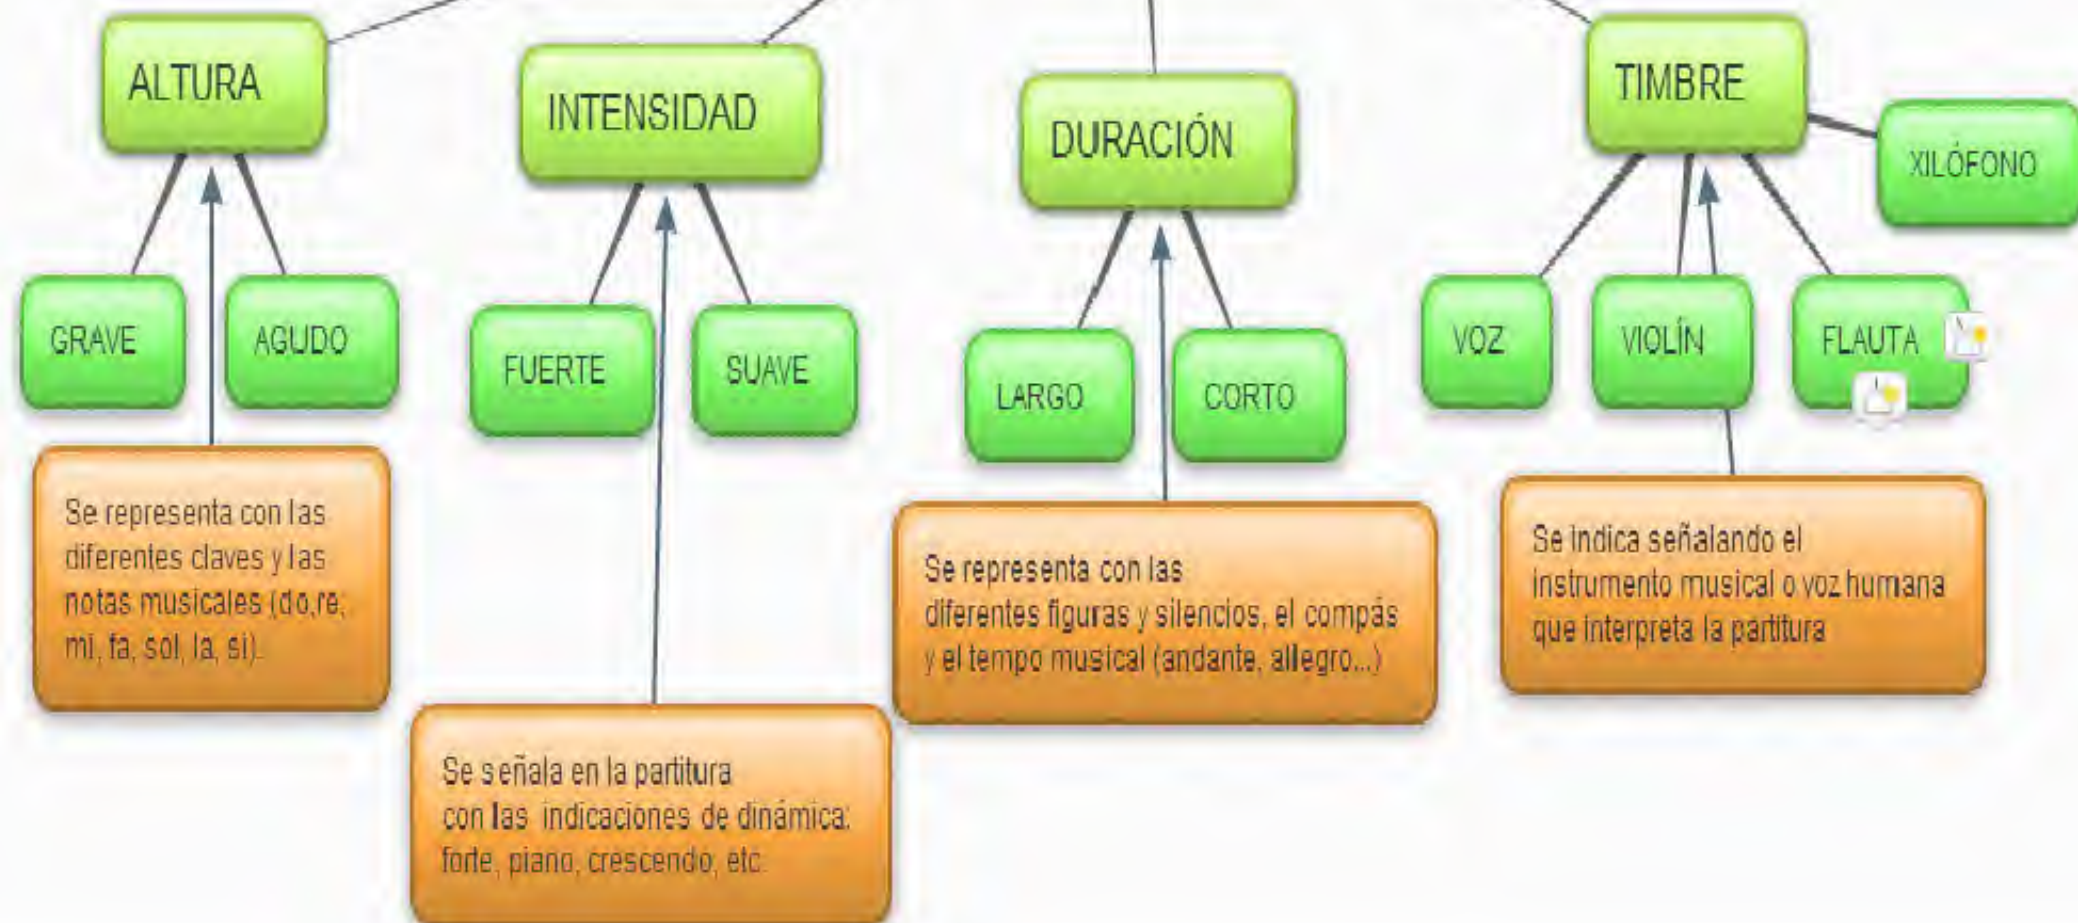 ALTURA
INTENSIDAD
DURACIÓN
TIMBRE
XILÓFONO
GRAVE
AGUDO
FUERTE
SUAVE
LARGO
CORTO
VOZ
VIOLÍN
FLAUTA
Se representa con las
diferentes claves y las
notas musicales (do,re,
mi, fa, sol, la, si).
Se señala en la partitura
con las indicaciones de dinámica:
forte, piano, crescendo, etc.
Se representa con las
diferentes figuras y silencios, el compás
y el tempo musical (andante, allegro...)
Se indica señalando el
instrumento musical o voz humana
que interpreta la partitura